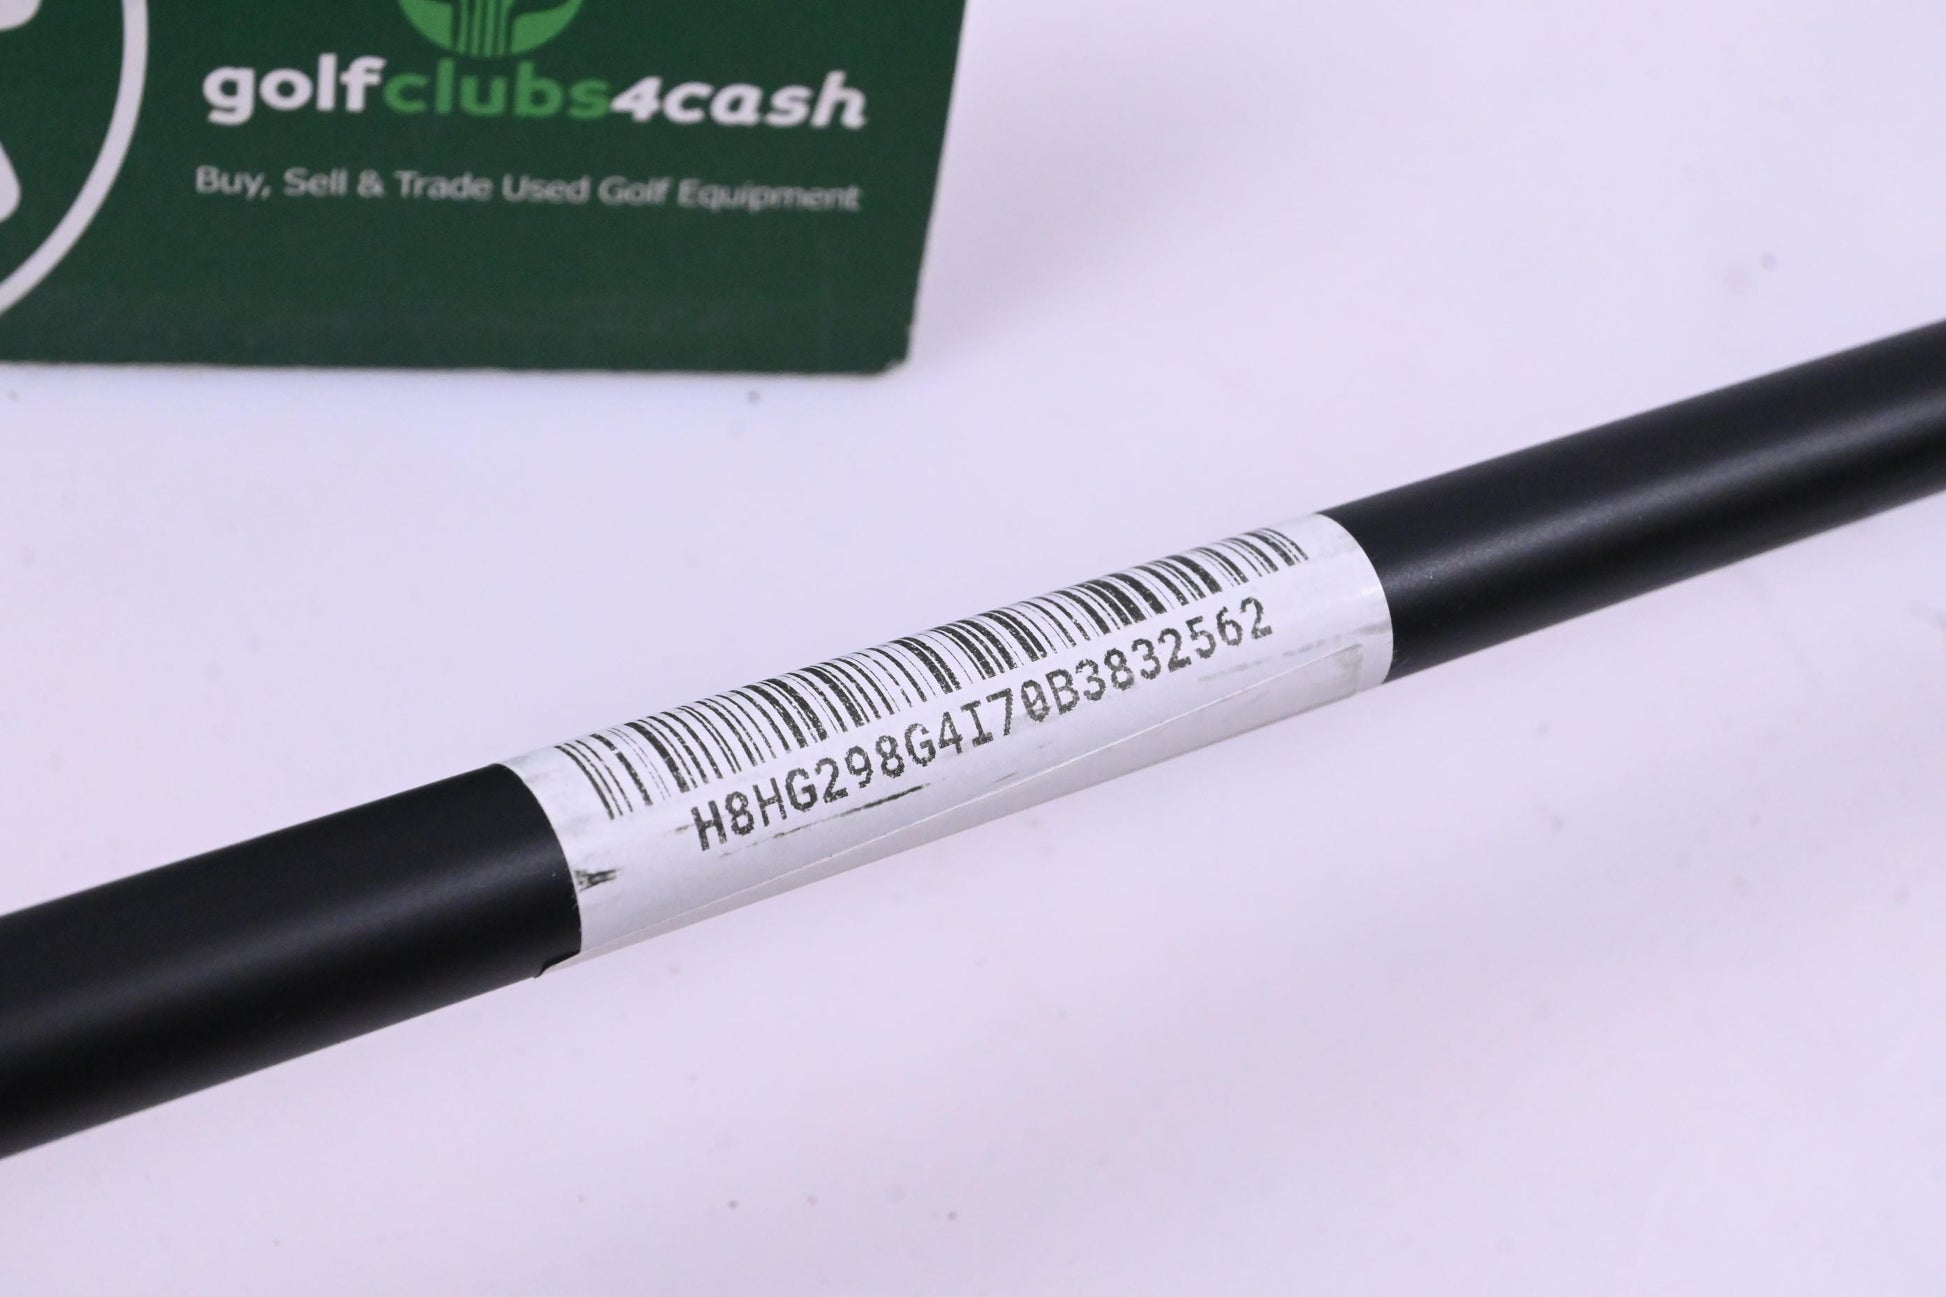 golfclubs4cash
Buy, Sell & Trade Used Golf Equipment
H8HG298G4I70B3832562